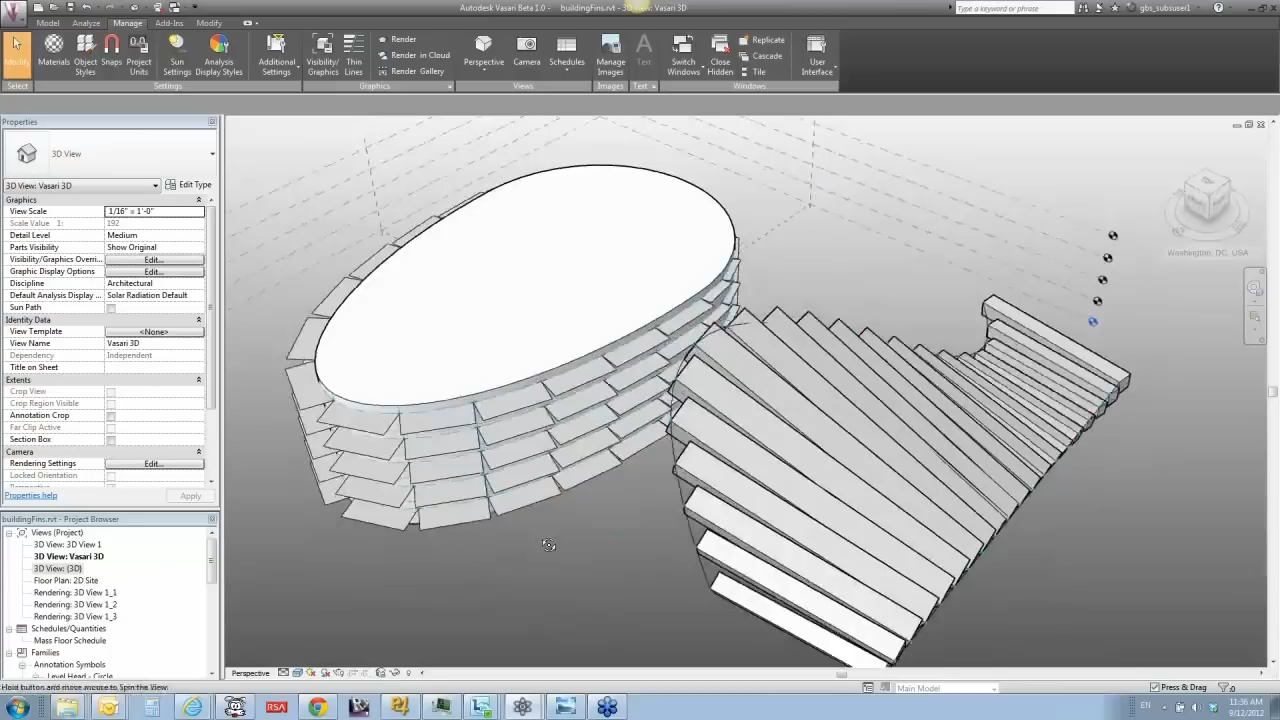 Autodesk Vasari Beta 1.0 - buildingFins.rvt - 3D View: Vasari 3D
Type a keyword or phrase
gbs_subsuser1
Model Analyze Manage Add-Ins Modify
Modify
Materials
Object Styles
Snaps
Project Units
Sun Settings
Analysis Display Styles
Additional Settings
Visibility/ Graphics
Thin Lines
Render
Render in Cloud
Render Gallery
Perspective
Camera
Schedules
Manage Images
Text
Switch Windows
Close Hidden
Replicate
Cascade
Tile
User Interface
Select Settings Graphics Views Images Text Windows
Properties
3D View
3D View: Vasari 3D Edit Type
Graphics
View Scale 1/16" = 1'-0"
Scale Value 1: 192
Detail Level Medium
Parts Visibility Show Original
Visibility/Graphics Overri... Edit...
Graphic Display Options Edit...
Discipline Architectural
Default Analysis Display ... Solar Radiation Default
Sun Path
Identity Data
View Template <None>
View Name Vasari 3D
Dependency Independent
Title on Sheet
Extents
Crop View
Crop Region Visible
Annotation Crop
Far Clip Active
Section Box
Camera
Rendering Settings Edit...
Locked Orientation
Properties help Apply
buildingFins.rvt - Project Browser
Views (Project)
3D View: 3D View 1
3D View: Vasari 3D
3D View: {3D}
Floor Plan: 2D Site
Rendering: 3D View 1_1
Rendering: 3D View 1_2
Rendering: 3D View 1_3
Schedules/Quantities
Mass Floor Schedule
Families
Annotation Symbols
Level Head - Circle
Washington, DC, USA
Perspective
Hold button and move mouse to Spin the View.
Main Model
Press & Drag
:0
RSA
EN
11:36 AM
9/12/2012